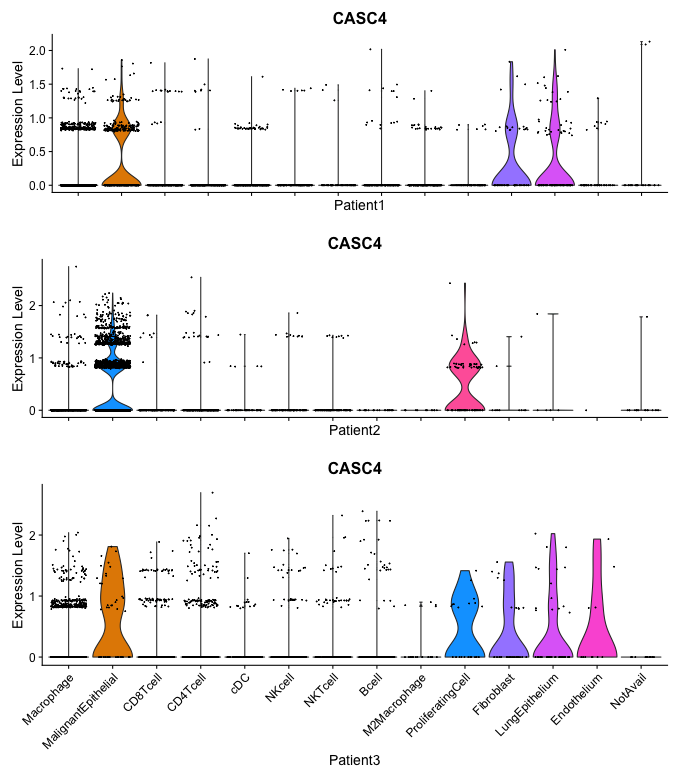 CASC4
Expression Level
2.0
1.5
1.0
0.5
0.0
Patient1
CASC4
Expression Level
2
1
0
Patient2
CASC4
Expression Level
2
1
0
Macrophage
MalignantEpithelial
CD8Tcell
CD4Tcell
cDC
NKcell
NKTcell
Bcell
M2Macrophage
ProliferatingCell
Fibroblast
LungEpithelium
Endothelium
NotAvail
Patient3